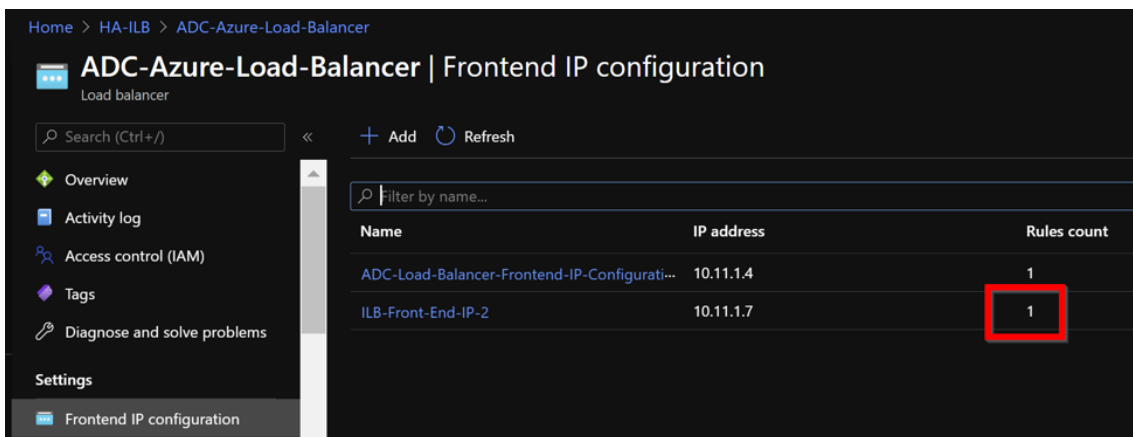 Home > HA-ILB > ADC-Azure-Load-Balancer
ADC-Azure-Load-Balancer | Frontend IP configuration
Load balancer
Search (Ctrl+/)
«
+ Add
Refresh
Overview
Filter by name...
Activity log
Name IP address Rules count
Access control (IAM)
ADC-Load-Balancer-Frontend-IP-Configurati... 10.11.1.4 1
Tags
ILB-Front-End-IP-2 10.11.1.7 1
Diagnose and solve problems
Settings
Frontend IP configuration